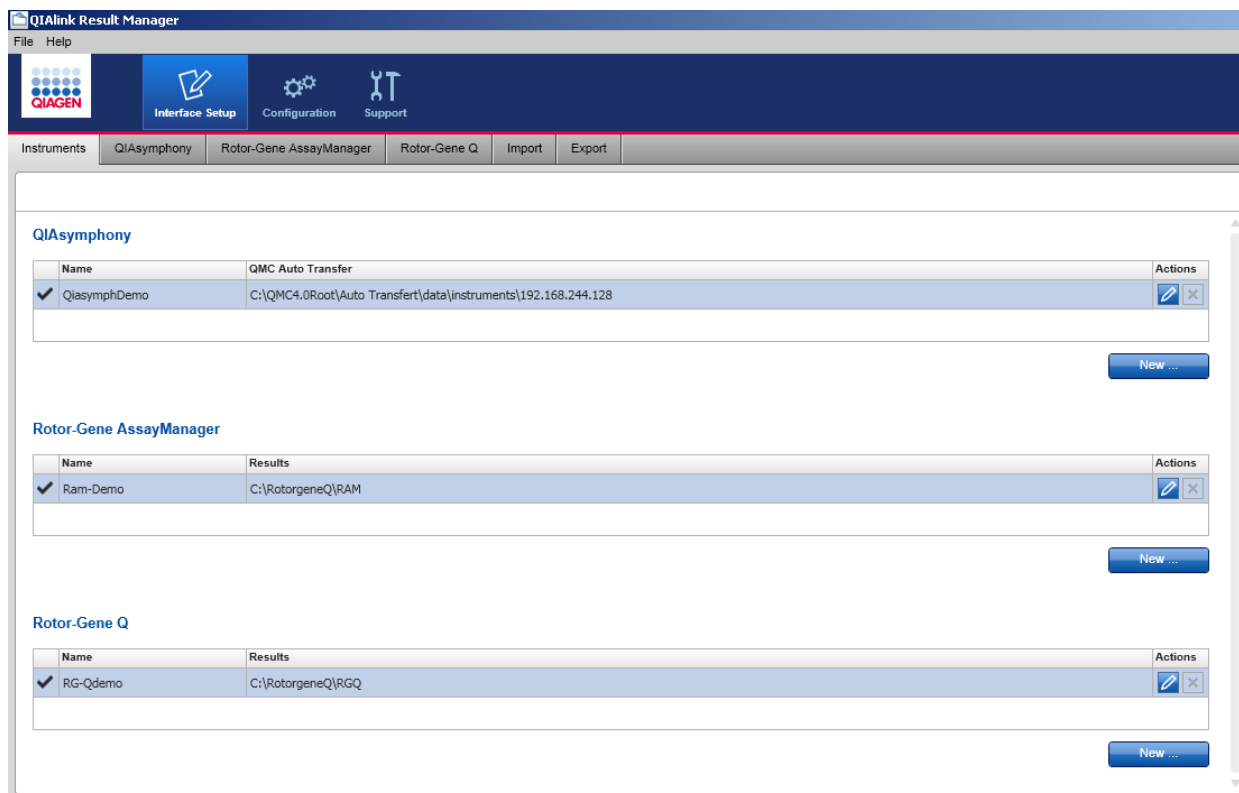 QIAlink Result Manager
File Help
QIAGEN
Interface Setup
Configuration
Support
Instruments QIAsymphony Rotor-Gene AssayManager Rotor-Gene Q Import Export
QIAsymphony
Name QMC Auto Transfer Actions
QiasymphDemo C:\QMC4.0Root\Auto Transfert\data\instruments\192.168.244.128
New ...
Rotor-Gene AssayManager
Name Results Actions
Ram-Demo C:\RotorgeneQ\RAM
New ...
Rotor-Gene Q
Name Results Actions
RG-Qdemo C:\RotorgeneQ\RGQ
New ...